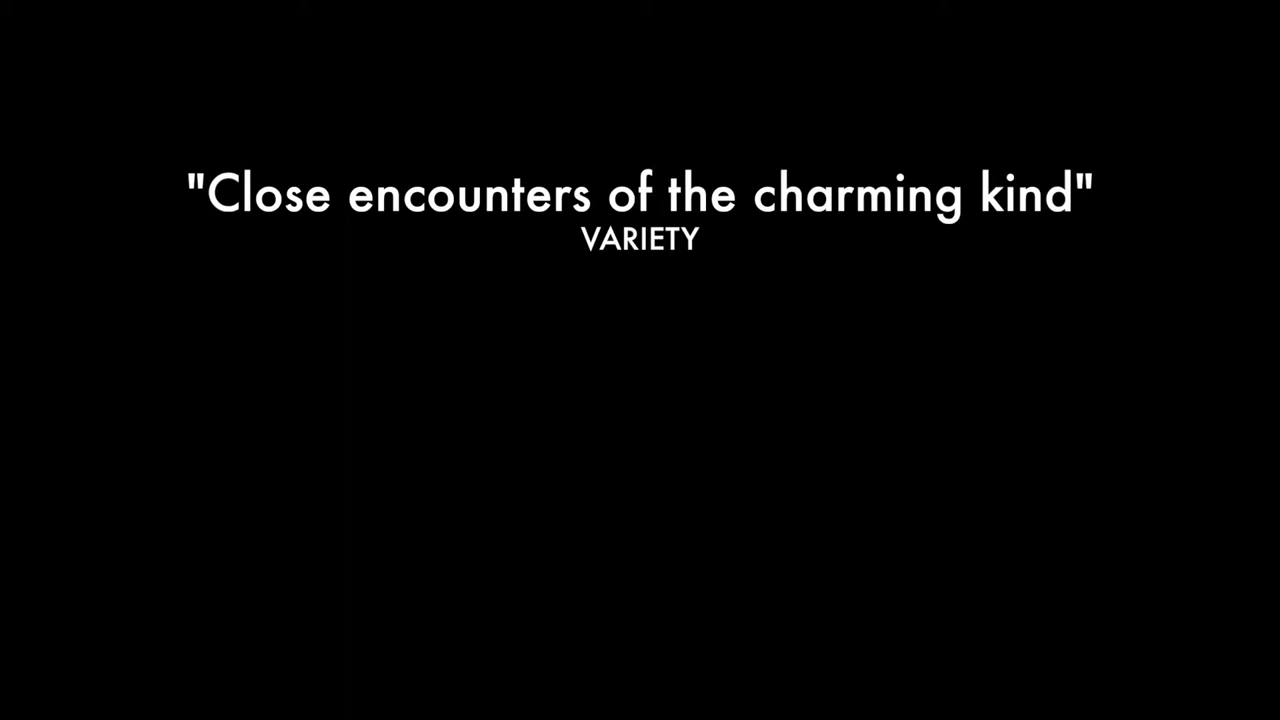 "Close encounters of the charming kind"
VARIETY